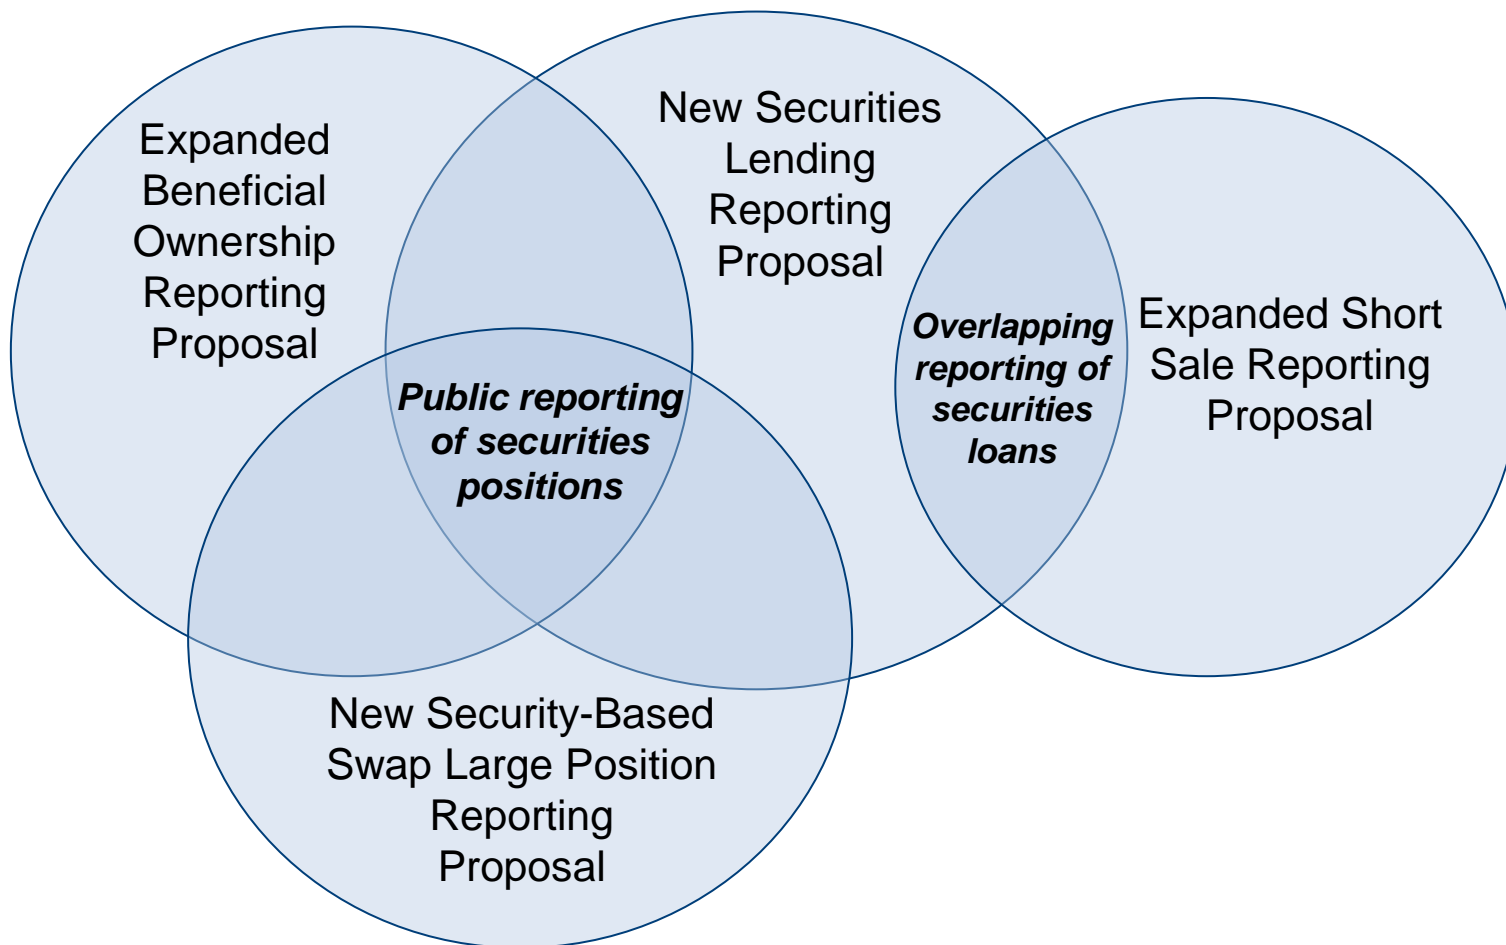 Expanded
Beneficial
Ownership
Reporting
Proposal
New Securities
Lending
Reporting
Proposal
Overlapping
reporting of
securities
loans
Expanded Short
Sale Reporting
Proposal
Public reporting
of securities
positions
New Security-Based
Swap Large Position
Reporting
Proposal